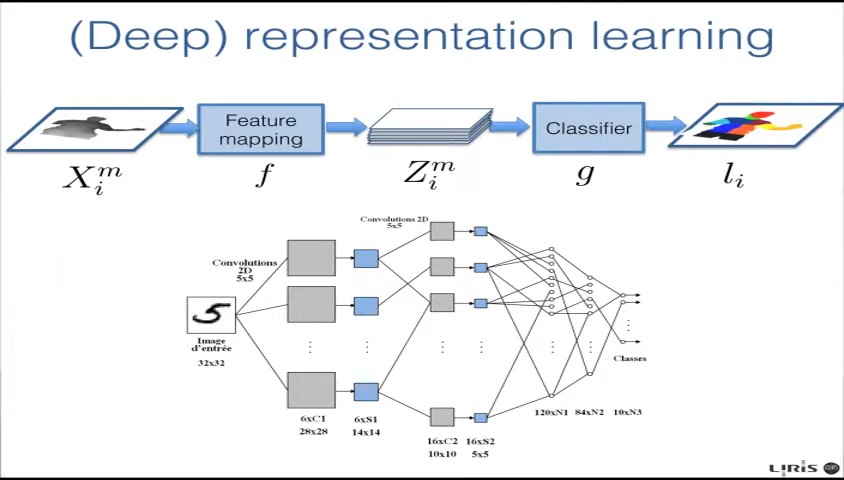 (Deep) representation learning
Feature
mapping
Classifier
X_i^m
f
Z_i^m
g
l_i
Convolutions 2D
5x5
Convolutions
2D
5x5
5
Image
d'entrée
32x32
Classes
6xC1
28x28
6xS1
14x14
16xC2
10x10
16xS2
5x5
120xN1
84xN2
10xN3
LIRIS